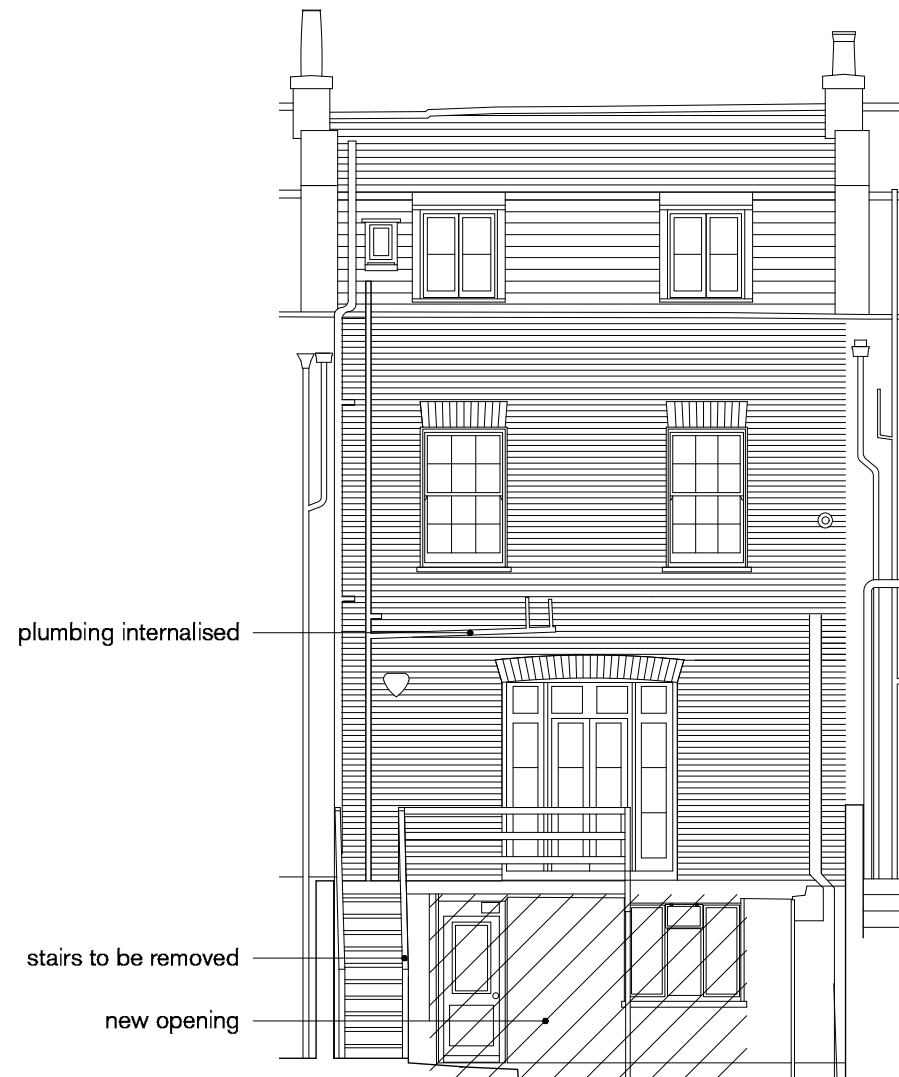 plumbing internalised
stairs to be removed
new opening